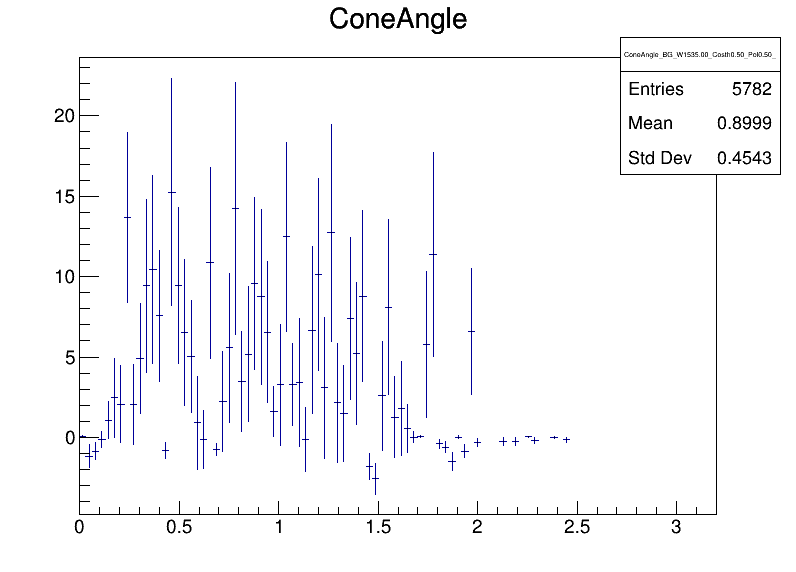 ConeAngle
ConeAngle_BG_W1535.00_Costh0.50_Pol0.50_
Entries 5782
Mean 0.8999
Std Dev 0.4543
20
15
10
5
0
0 0.5 1 1.5 2 2.5 3